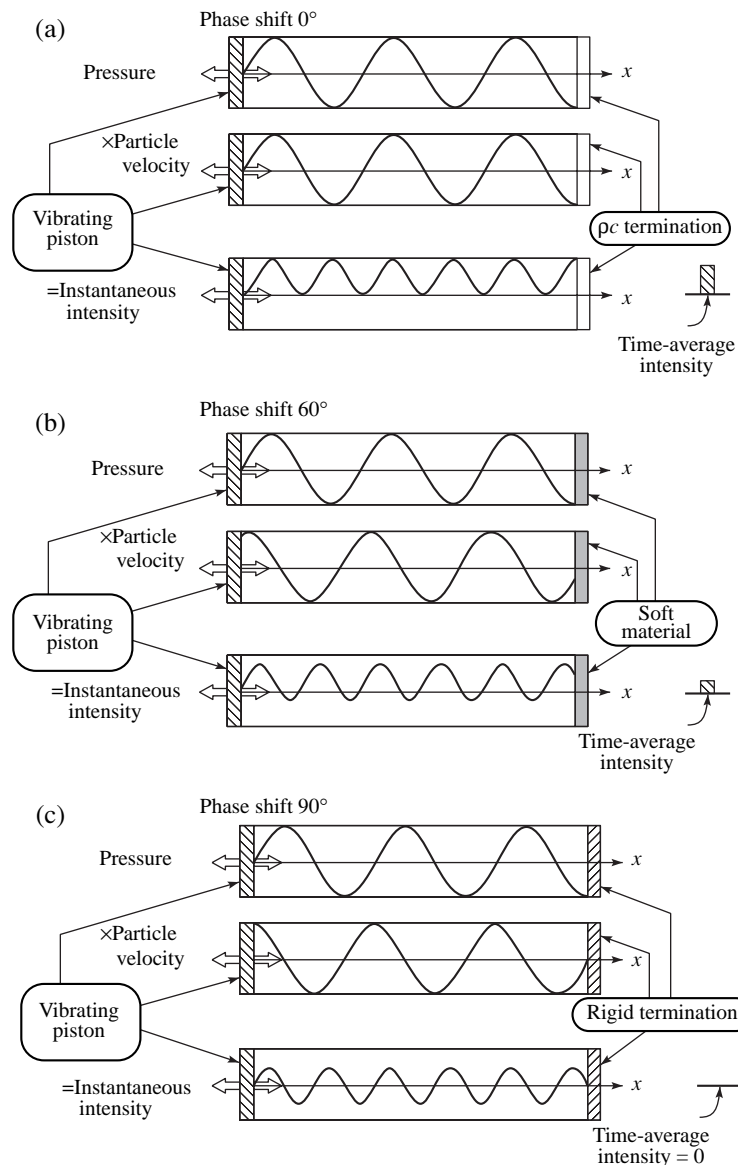 (a)
Phase shift 0°
Pressure
x
×Particle
velocity
x
Vibrating
piston
ρc termination
=Instantaneous
intensity
x
Time-average
intensity
(b)
Phase shift 60°
Pressure
x
×Particle
velocity
x
Vibrating
piston
Soft
material
=Instantaneous
intensity
x
Time-average
intensity
(c)
Phase shift 90°
Pressure
x
×Particle
velocity
x
Vibrating
piston
Rigid termination
=Instantaneous
intensity
x
Time-average
intensity = 0